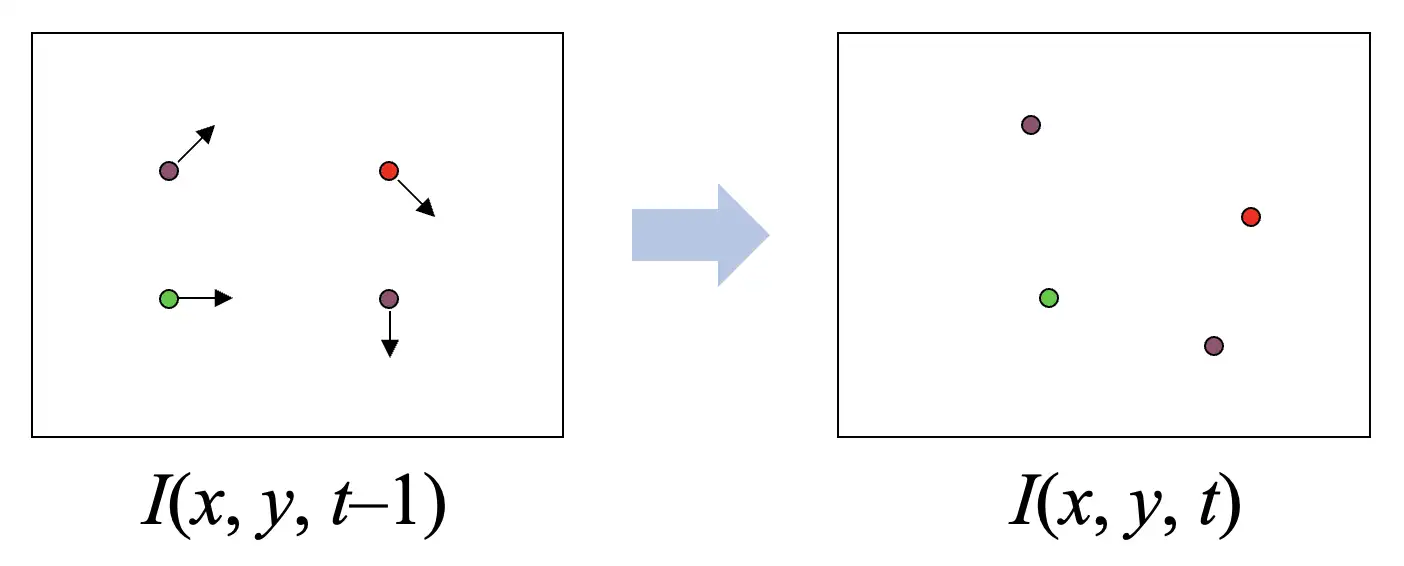 I(x, y, t–1)
I(x, y, t)